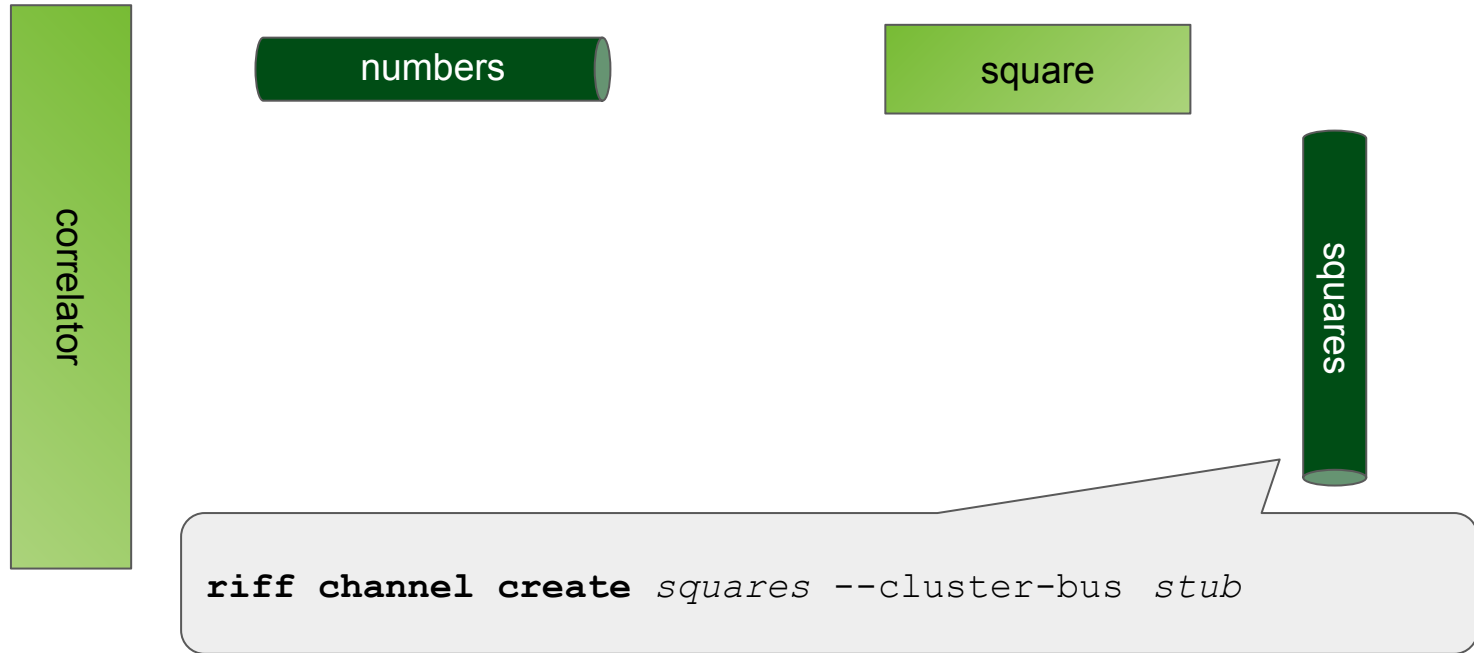 numbers
square
correlator
squares
riff channel create squares --cluster-bus stub